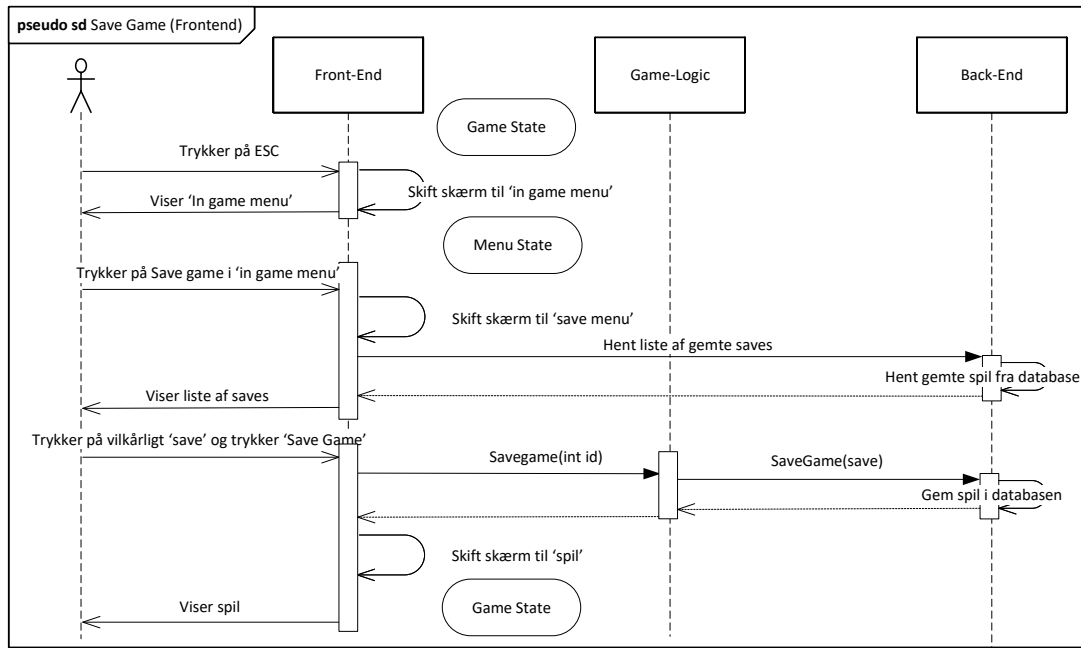 pseudo sd Save Game (Frontend)
Front-End
Game-Logic
Back-End
Game State
Trykker på ESC
Skift skærm til ‘in game menu’
Viser ‘In game menu’
Menu State
Trykker på Save game i ‘in game menu’
Skift skærm til ‘save menu’
Hent liste af gemte saves
Hent gemte spil fra database
Viser liste af saves
Trykker på vilkårligt ‘save’ og trykker ‘Save Game’
Savegame(int id)
SaveGame(save)
Gem spil i databasen
Skift skærm til ‘spil’
Game State
Viser spil